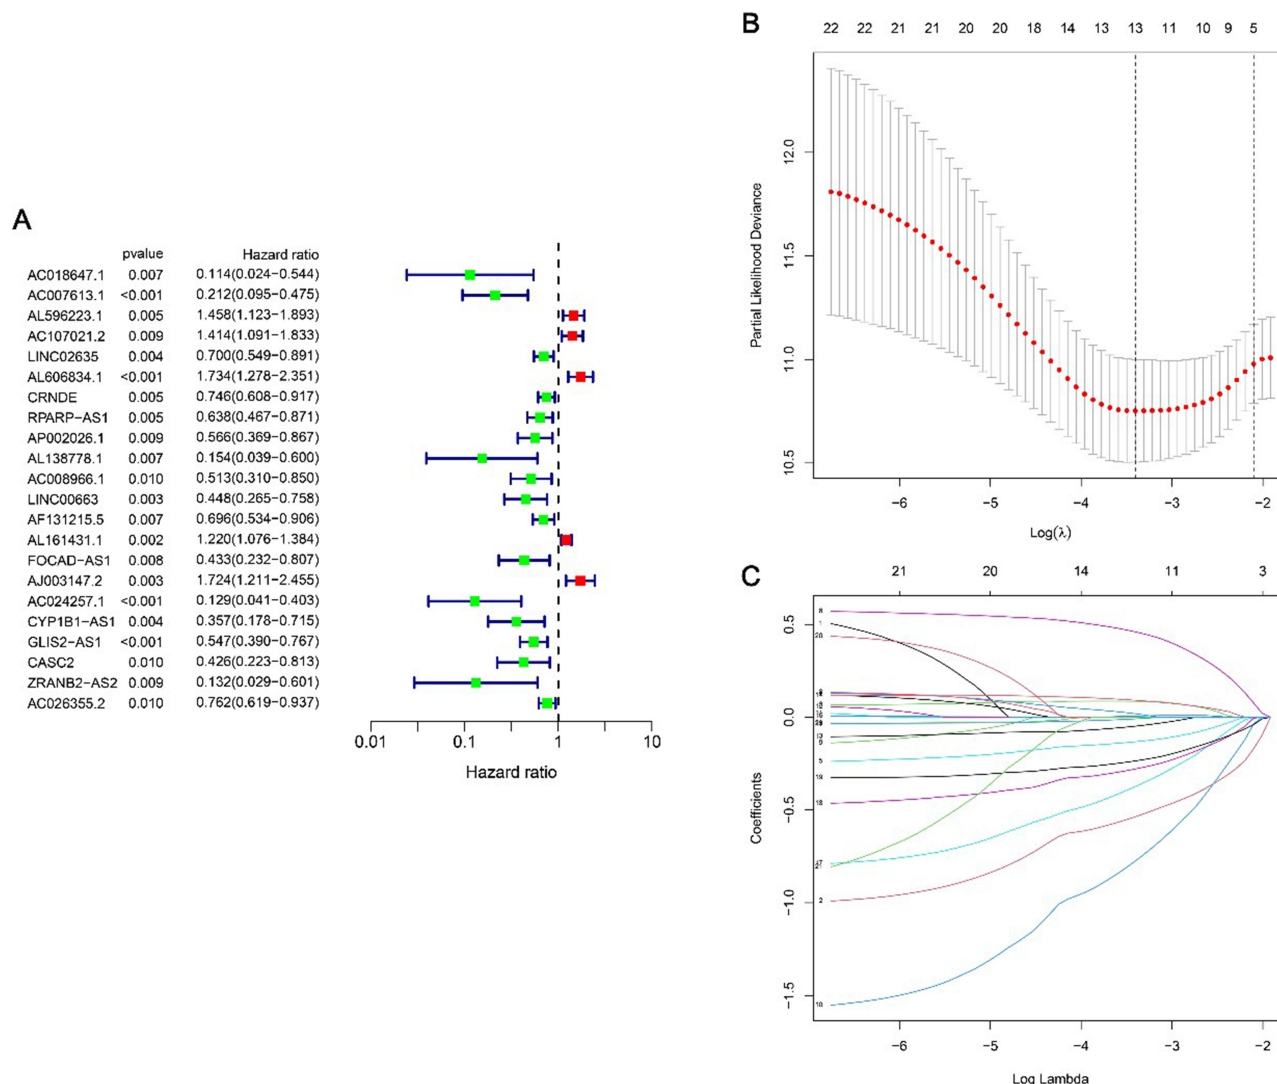 A
pvalue Hazard ratio
AC018647.1 0.007 0.114(0.024−0.544)
AC007613.1 <0.001 0.212(0.095−0.475)
AL596223.1 0.005 1.458(1.123−1.893)
AC107021.2 0.009 1.414(1.091−1.833)
LINC02635 0.004 0.700(0.549−0.891)
AL606834.1 <0.001 1.734(1.278−2.351)
CRNDE 0.005 0.746(0.608−0.917)
RPARP−AS1 0.005 0.638(0.467−0.871)
AP002026.1 0.009 0.566(0.369−0.867)
AL138778.1 0.007 0.154(0.039−0.600)
AC008966.1 0.010 0.513(0.310−0.850)
LINC00663 0.003 0.448(0.265−0.758)
AF131215.5 0.007 0.696(0.534−0.906)
AL161431.1 0.002 1.220(1.076−1.384)
FOCAD−AS1 0.008 0.433(0.232−0.807)
AJ003147.2 0.003 1.724(1.211−2.455)
AC024257.1 <0.001 0.129(0.041−0.403)
CYP1B1−AS1 0.004 0.357(0.178−0.715)
GLIS2−AS1 <0.001 0.547(0.390−0.767)
CASC2 0.010 0.426(0.223−0.813)
ZRANB2−AS2 0.009 0.132(0.029−0.601)
AC026355.2 0.010 0.762(0.619−0.937)
0.01 0.1 1 10
Hazard ratio
B
22 22 21 21 20 20 18 14 13 13 11 10 9 5
Partial Likelihood Deviance
12.0
11.5
11.0
10.5
−6 −5 −4 −3 −2
Log(λ)
C
21 20 14 11 3
Coefficients
0.5
0.0
−0.5
−1.0
−1.5
8
1
20
5
19
18
2
10
−6 −5 −4 −3 −2
Log Lambda